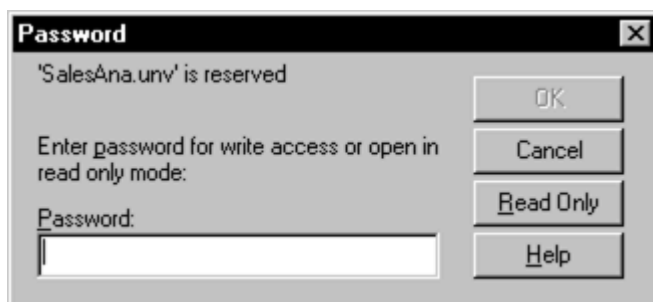 Password
'SalesAna.unv' is reserved
OK
Enter password for write access or open in
read only mode:
Cancel
Read Only
Password:
Help